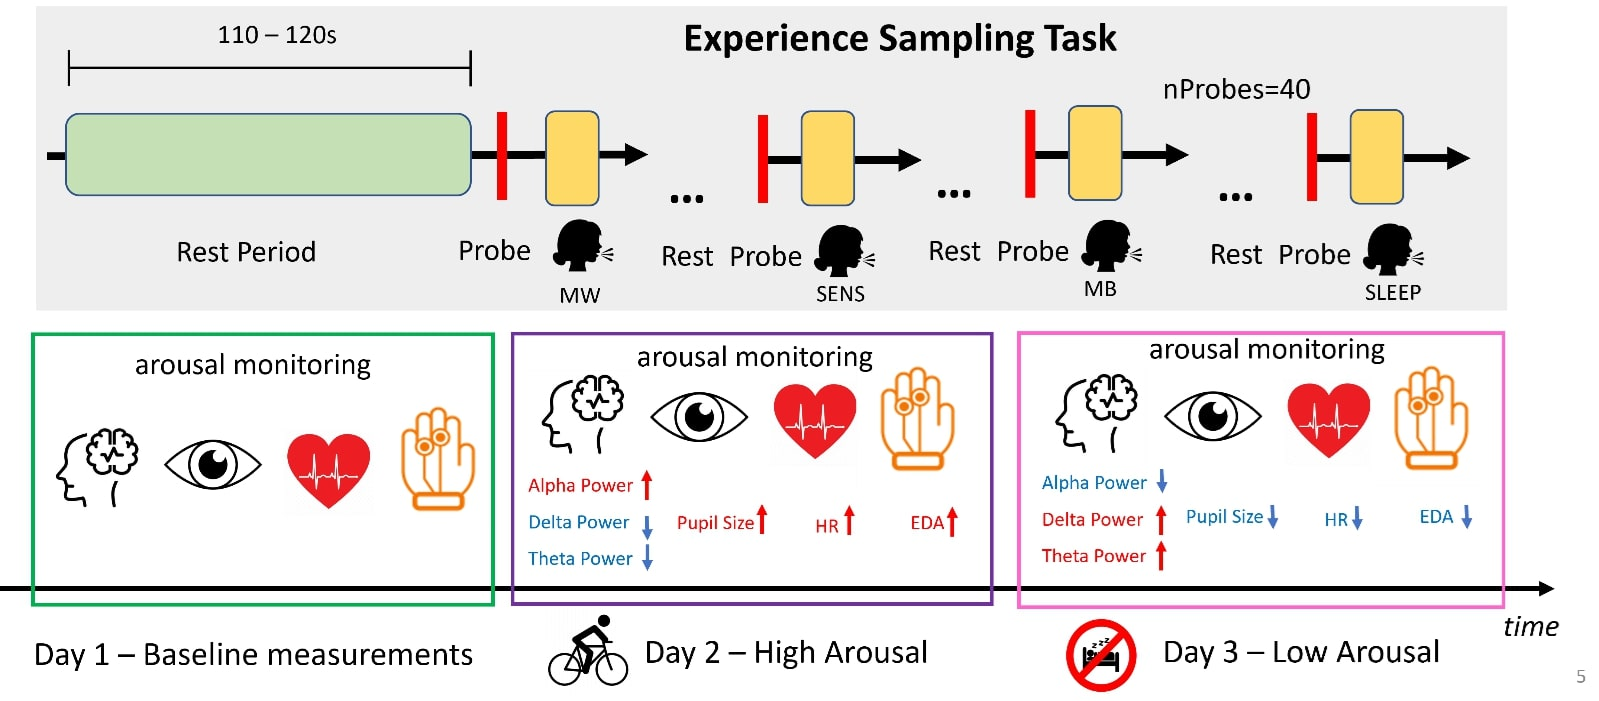 110 – 120s
Experience Sampling Task
nProbes=40
Rest Period
Probe
MW
...
Rest Probe
SENS
...
Rest Probe
MB
...
Rest Probe
SLEEP
arousal monitoring
arousal monitoring
Alpha Power
Delta Power
Theta Power
Pupil Size
HR
EDA
arousal monitoring
Alpha Power
Delta Power
Theta Power
Pupil Size
HR
EDA
time
Day 1 – Baseline measurements
Day 2 – High Arousal
zzz
Day 3 – Low Arousal
5